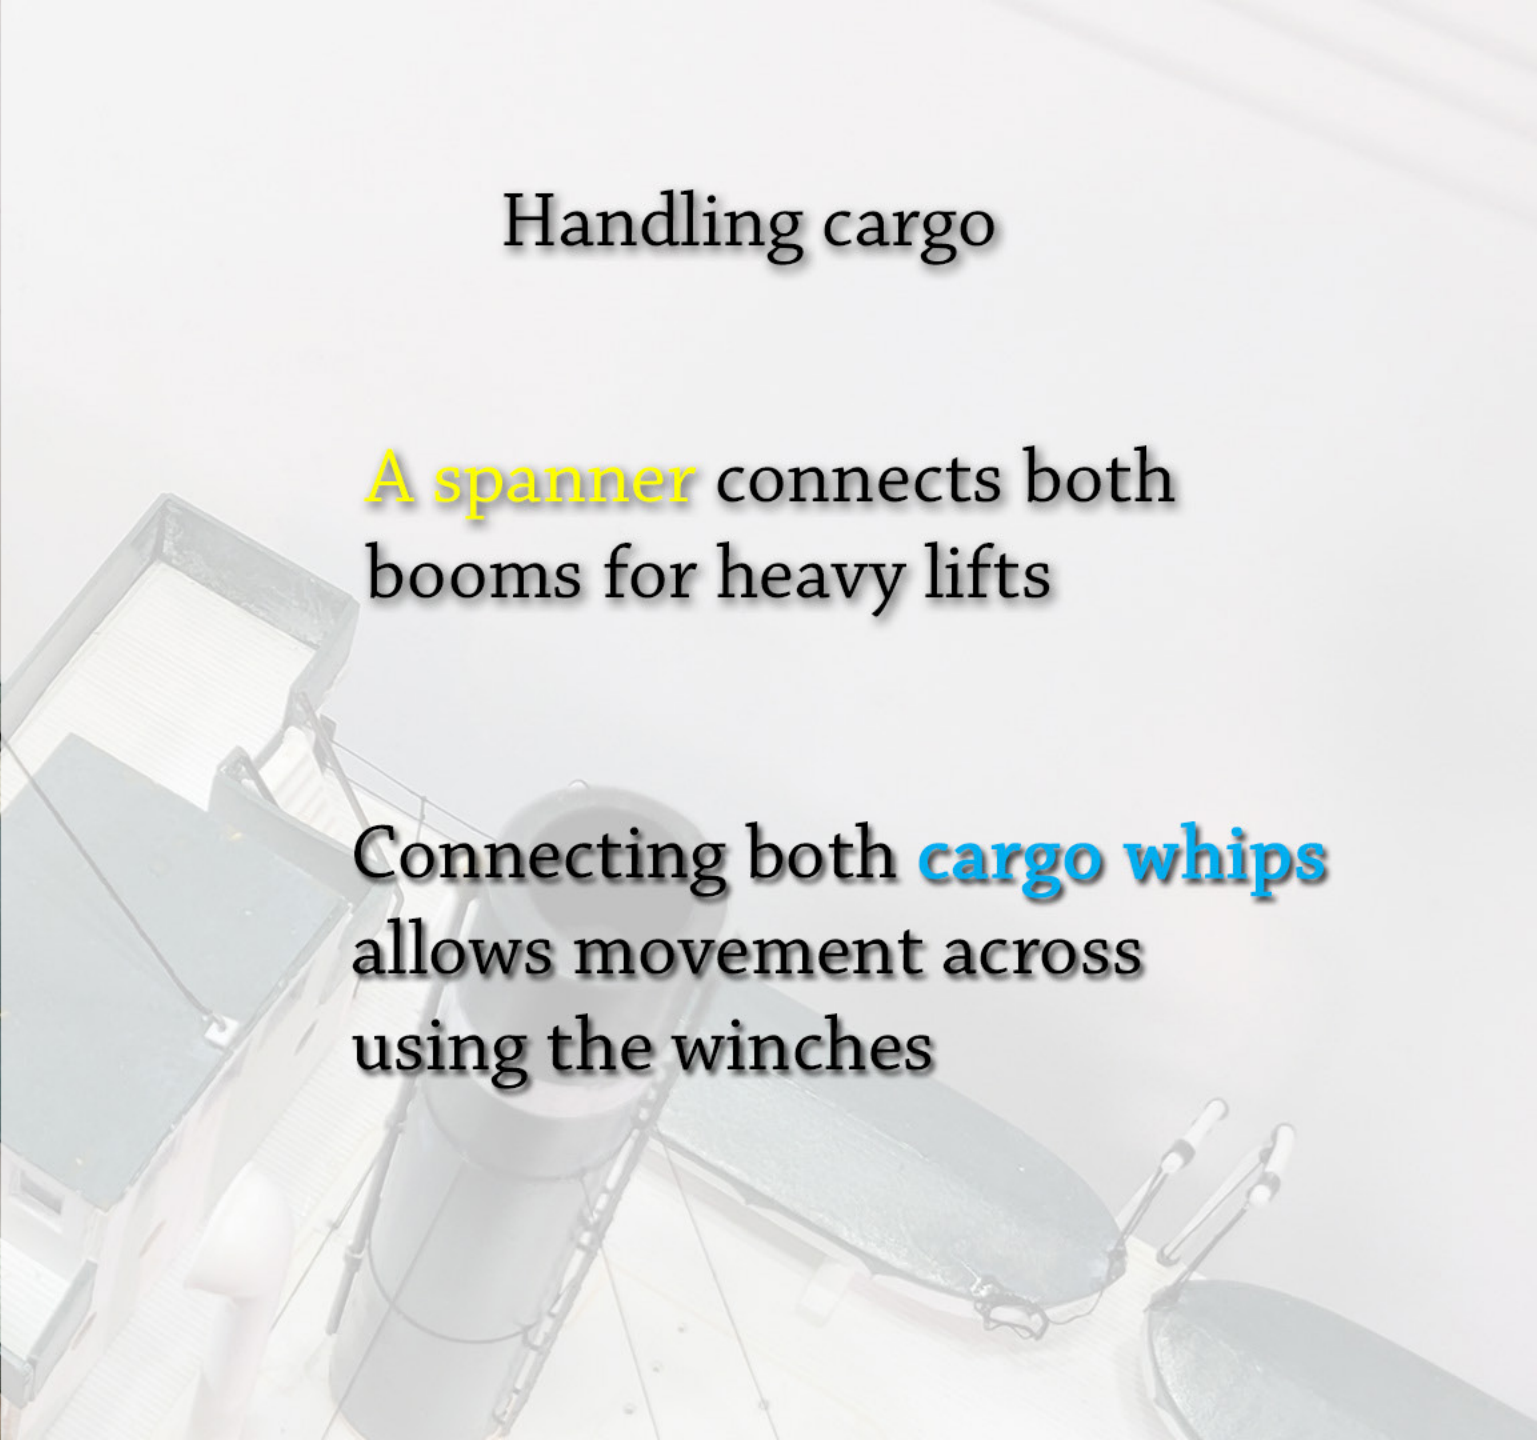 Handling cargo
A spanner connects both
booms for heavy lifts
Connecting both cargo whips
allows movement across
using the winches